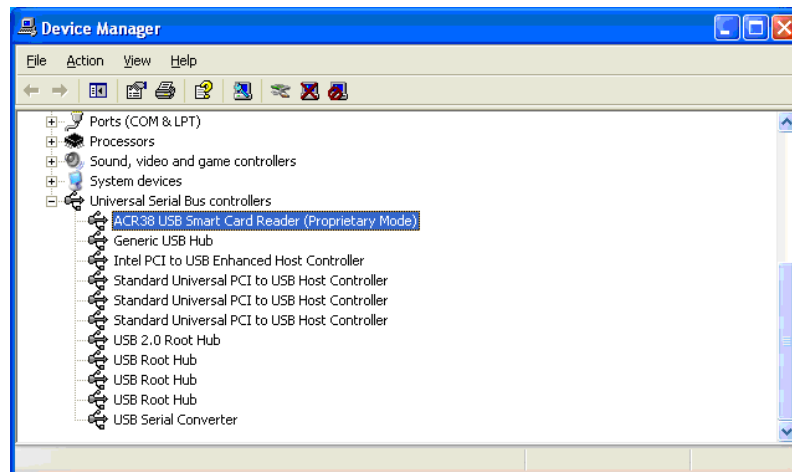 Device Manager
File Action View Help
Ports (COM & LPT)
Processors
Sound, video and game controllers
System devices
Universal Serial Bus controllers
ACR38 USB Smart Card Reader (Proprietary Mode)
Generic USB Hub
Intel PCI to USB Enhanced Host Controller
Standard Universal PCI to USB Host Controller
Standard Universal PCI to USB Host Controller
Standard Universal PCI to USB Host Controller
USB 2.0 Root Hub
USB Root Hub
USB Root Hub
USB Root Hub
USB Serial Converter